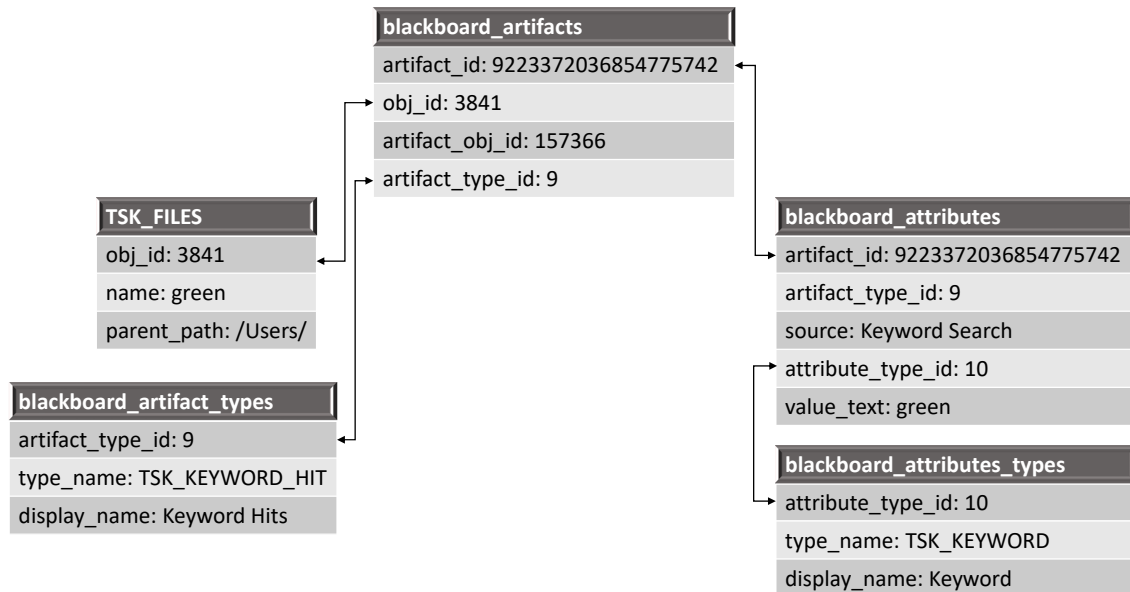 blackboard_artifacts
artifact_id: 9223372036854775742
obj_id: 3841
artifact_obj_id: 157366
artifact_type_id: 9
TSK_FILES
obj_id: 3841
name: green
parent_path: /Users/
blackboard_artifact_types
artifact_type_id: 9
type_name: TSK_KEYWORD_HIT
display_name: Keyword Hits
blackboard_attributes
artifact_id: 9223372036854775742
artifact_type_id: 9
source: Keyword Search
attribute_type_id: 10
value_text: green
blackboard_attributes_types
attribute_type_id: 10
type_name: TSK_KEYWORD
display_name: Keyword